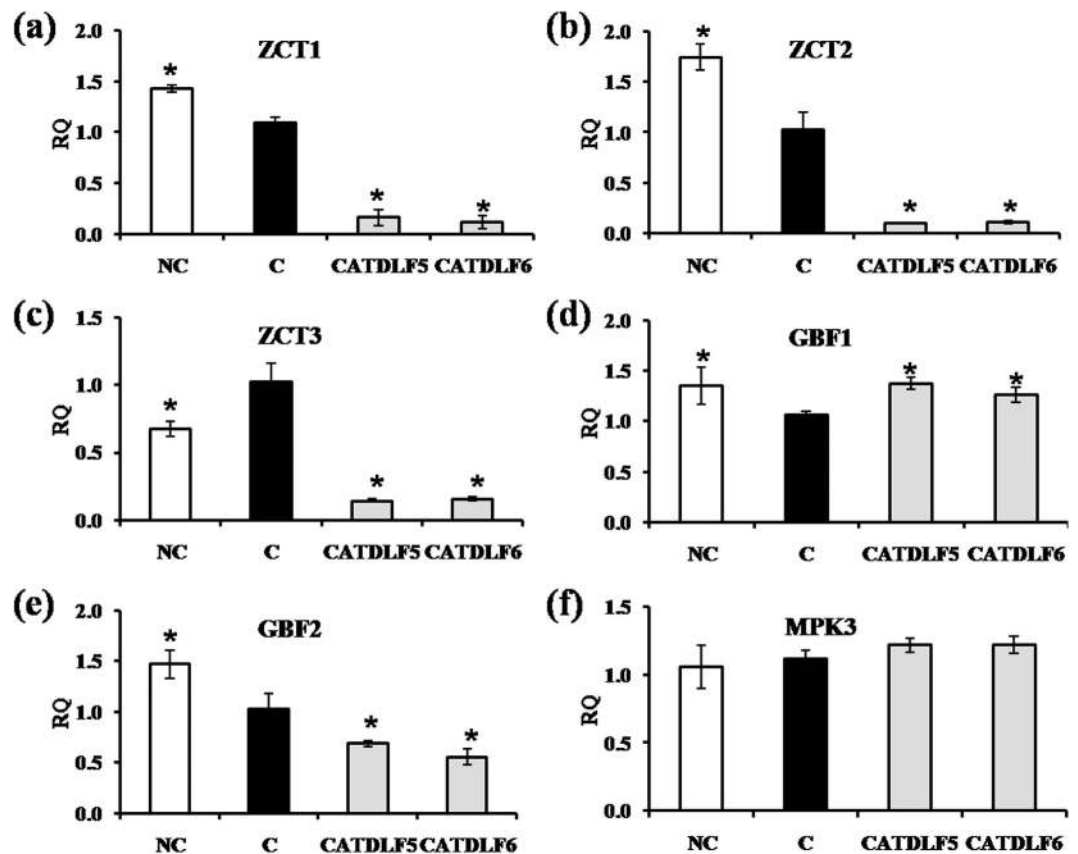 (a)
ZCT1
2.0
*
1.5
1.0
RQ
0.5
*
*
0.0
NC C CATDLF5 CATDLF6
(b)
ZCT2
2.0
*
1.5
1.0
RQ
0.5
*
*
0.0
NC C CATDLF5 CATDLF6
(c)
ZCT3
1.5
1.0
*
RQ
0.5
*
*
0.0
NC C CATDLF5 CATDLF6
(d)
GBF1
2.0
*
*
*
1.5
1.0
RQ
0.5
0.0
NC C CATDLF5 CATDLF6
(e)
GBF2
2.0
*
1.5
1.0
*
*
RQ
0.5
0.0
NC C CATDLF5 CATDLF6
(f)
MPK3
1.5
1.0
RQ
0.5
0.0
NC C CATDLF5 CATDLF6